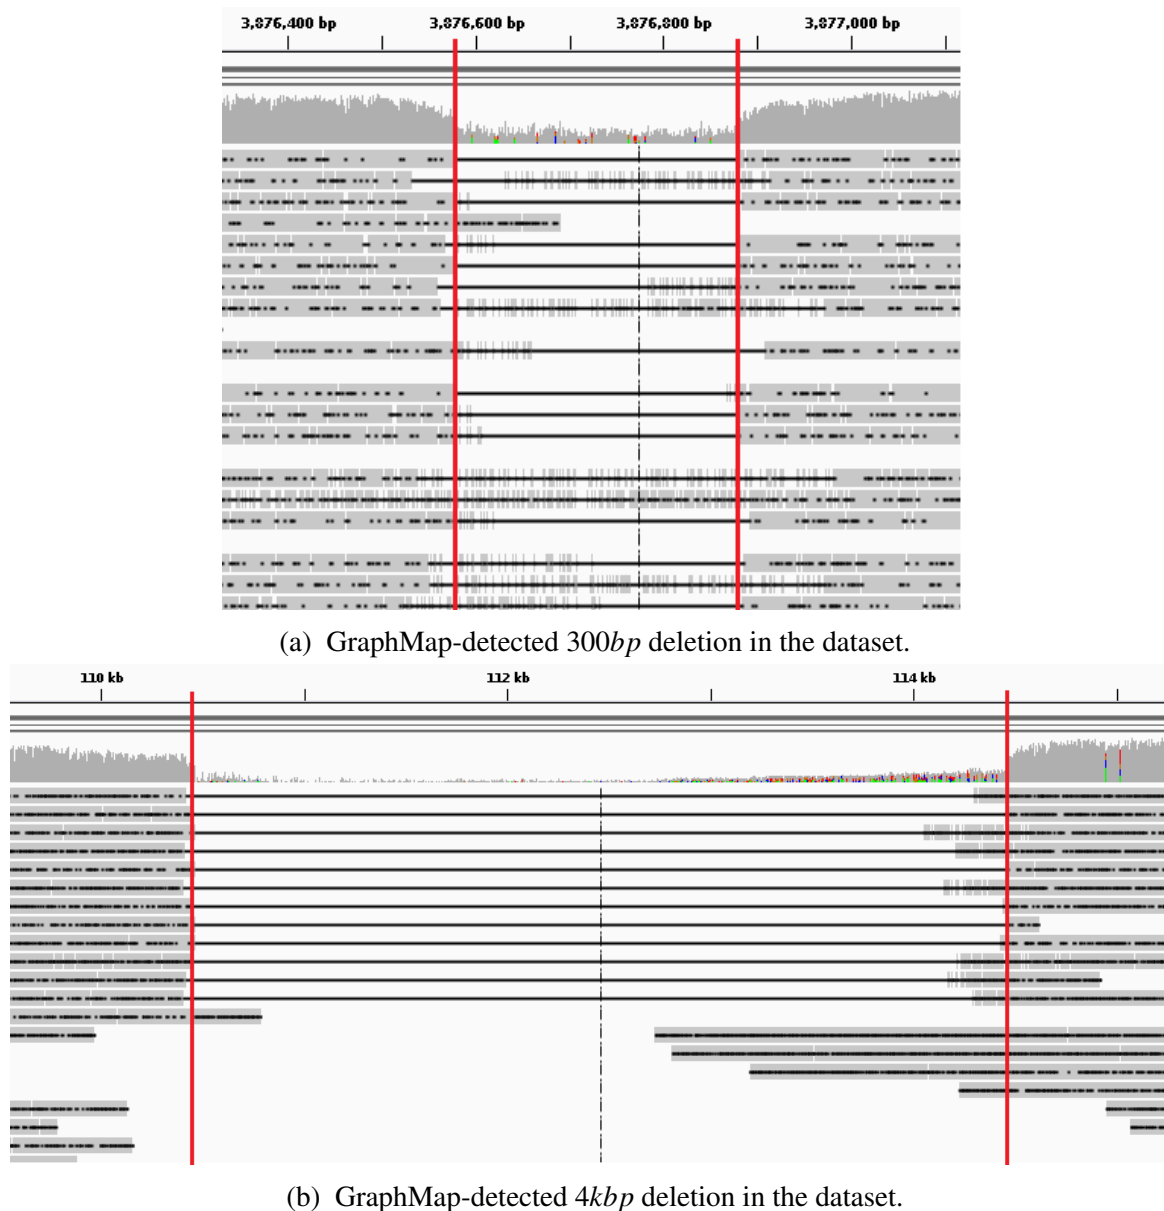 3,876,400 bp 3,876,600 bp 3,876,800 bp 3,877,000 bp
(a) GraphMap-detected 300bp deletion in the dataset.
110 kb 112 kb 114 kb
(b) GraphMap-detected 4kbp deletion in the dataset.